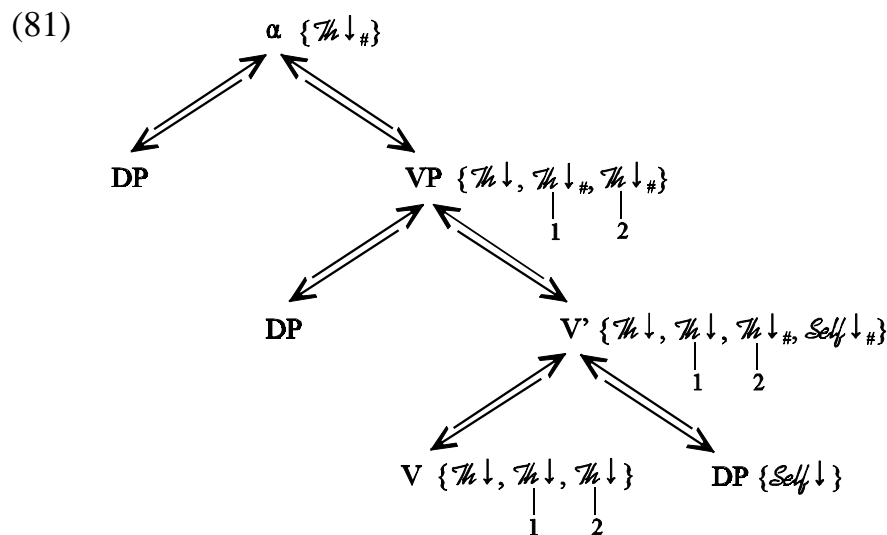 (81)
α {Th↓#}
DP VP {Th↓, Th↓#, Th↓#}
1 2
DP V’ {Th↓, Th↓, Th↓#, Self↓#}
1 2
V {Th↓, Th↓, Th↓} DP {Self↓}
1 2